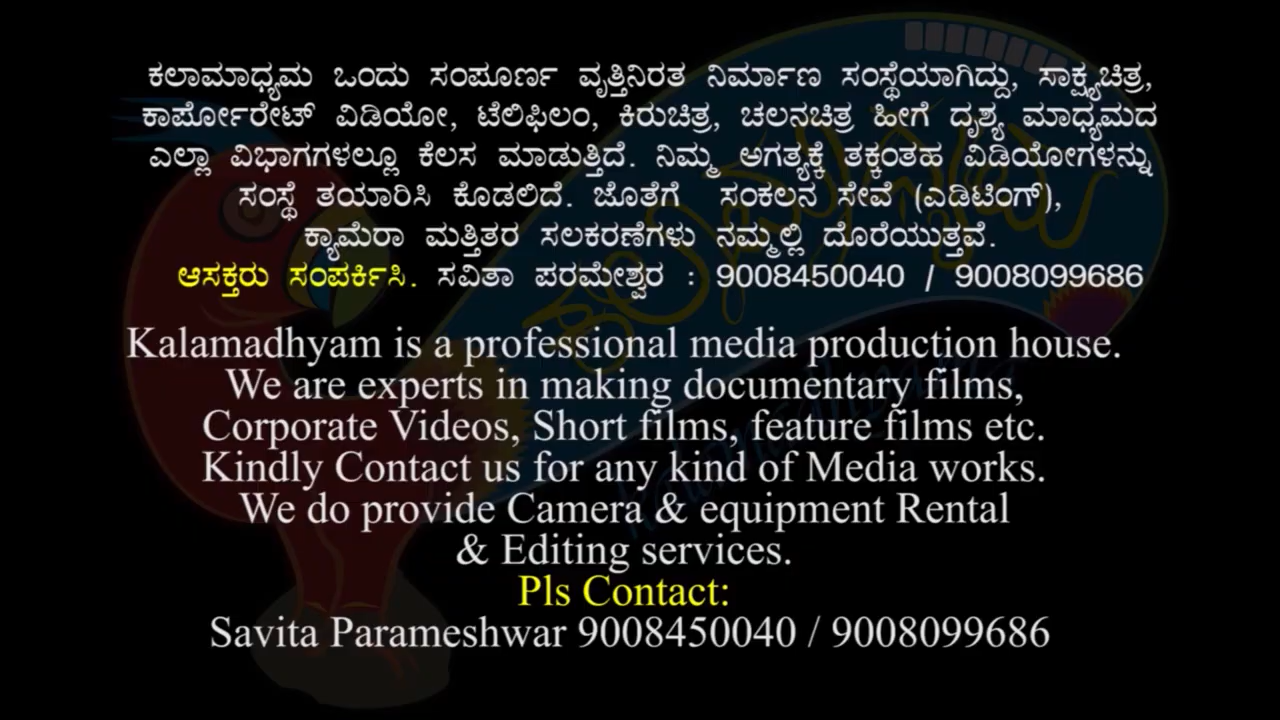 ಕಲಾಮಾಧ್ಯಮ ಒಂದು ಸಂಪೂರ್ಣ ವೃತ್ತಿನಿರತ ನಿರ್ಮಾಣ ಸಂಸ್ಥೆಯಾಗಿದ್ದು, ಸಾಕ್ಷ್ಯಚಿತ್ರ,
ಕಾರ್ಪೋರೇಟ್ ವಿಡಿಯೋ, ಟೆಲಿಫಿಲಂ, ಕಿರುಚಿತ್ರ, ಚಲನಚಿತ್ರ ಹೀಗೆ ದೃಶ್ಯ ಮಾಧ್ಯಮದ
ಎಲ್ಲಾ ವಿಭಾಗಗಳಲ್ಲೂ ಕೆಲಸ ಮಾಡುತ್ತಿದೆ. ನಿಮ್ಮ ಅಗತ್ಯಕ್ಕೆ ತಕ್ಕಂತಹ ವಿಡಿಯೋಗಳನ್ನು
ಸಂಸ್ಥೆ ತಯಾರಿಸಿ ಕೊಡಲಿದೆ. ಜೊತೆಗೆ ಸಂಕಲನ ಸೇವೆ (ಎಡಿಟಿಂಗ್),
ಕ್ಯಾಮೆರಾ ಮತ್ತಿತರ ಸಲಕರಣೆಗಳು ನಮ್ಮಲ್ಲಿ ದೊರೆಯುತ್ತವೆ.
ಆಸಕ್ತರು ಸಂಪರ್ಕಿಸಿ. ಸವಿತಾ ಪರಮೇಶ್ವರ : 9008450040 / 9008099686
Kalamadhyam is a professional media production house.
We are experts in making documentary films,
Corporate Videos, Short films, feature films etc.
Kindly Contact us for any kind of Media works.
We do provide Camera & equipment Rental
& Editing services.
Pls Contact:
Savita Parameshwar 9008450040 / 9008099686